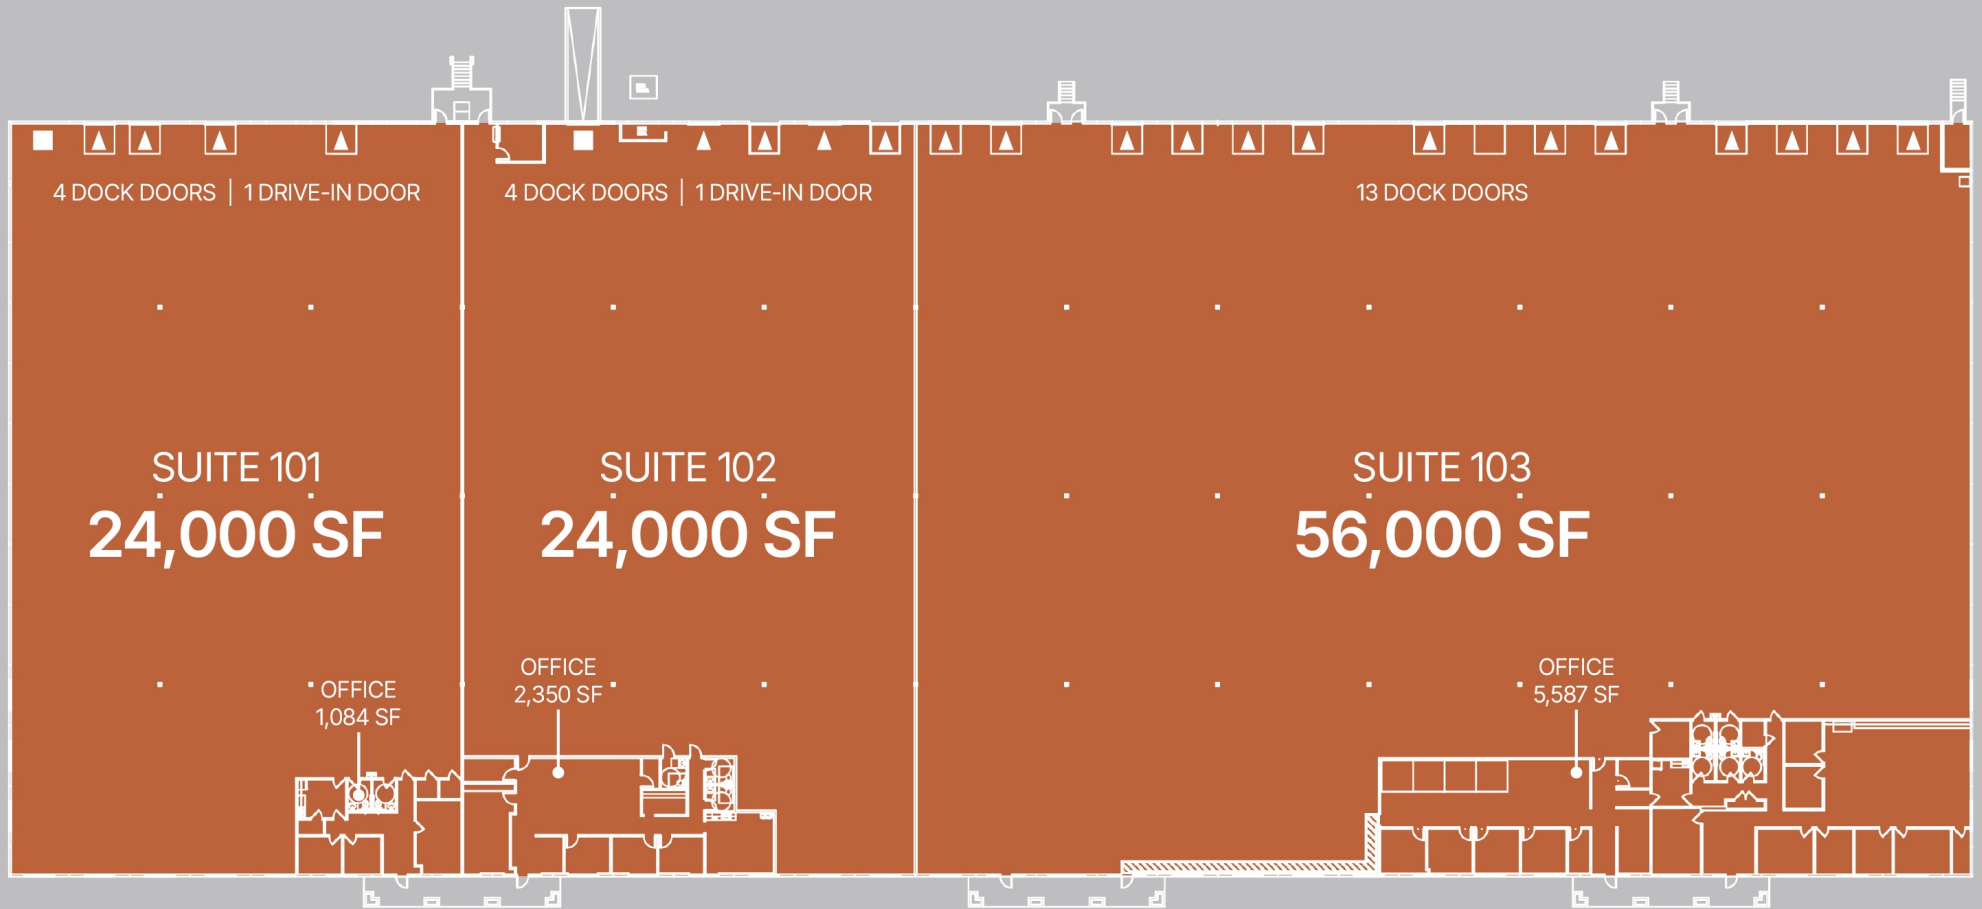 4 DOCK DOORS | 1 DRIVE-IN DOOR
4 DOCK DOORS | 1 DRIVE-IN DOOR
13 DOCK DOORS
SUITE 101
24,000 SF
SUITE 102
24,000 SF
SUITE 103
56,000 SF
OFFICE
1,084 SF
OFFICE
2,350 SF
OFFICE
5,587 SF